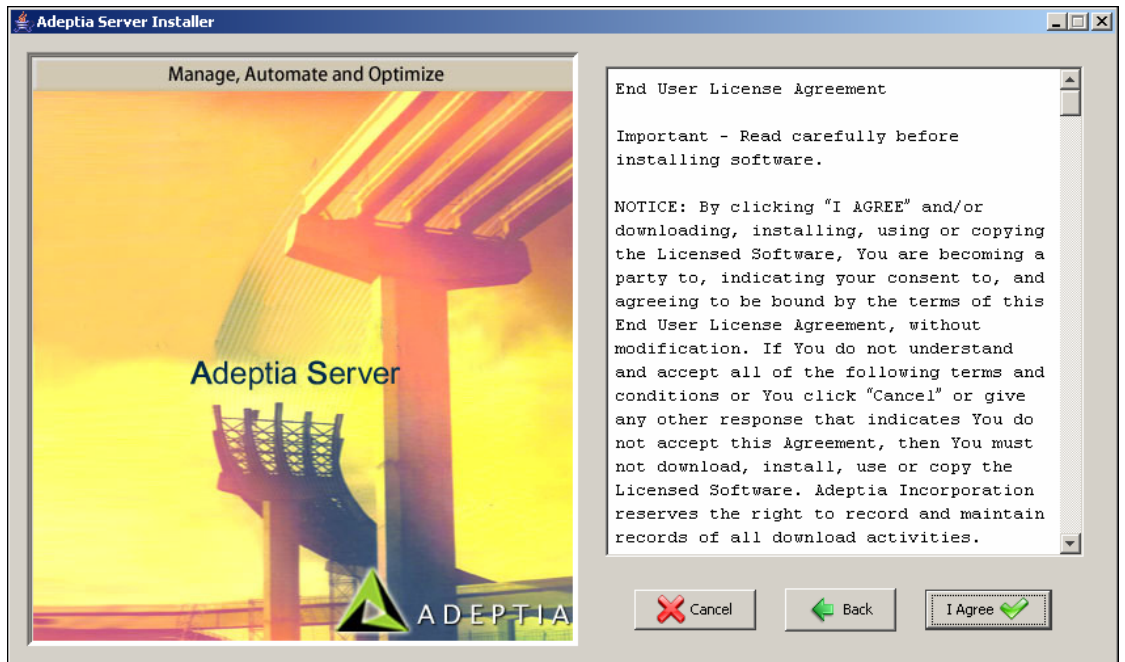 Adeptia Server Installer
Manage, Automate and Optimize
Adeptia Server
ADEPTIA
End User License Agreement
Important - Read carefully before
installing software.
NOTICE: By clicking "I AGREE" and/or
downloading, installing, using or copying
the Licensed Software, You are becoming a
party to, indicating your consent to, and
agreeing to be bound by the terms of this
End User License Agreement, without
modification. If You do not understand
and accept all of the following terms and
conditions or You click "Cancel" or give
any other response that indicates You do
not accept this Agreement, then You must
not download, install, use or copy the
Licensed Software. Adeptia Incorporation
reserves the right to record and maintain
records of all download activities.
Cancel
Back
I Agree